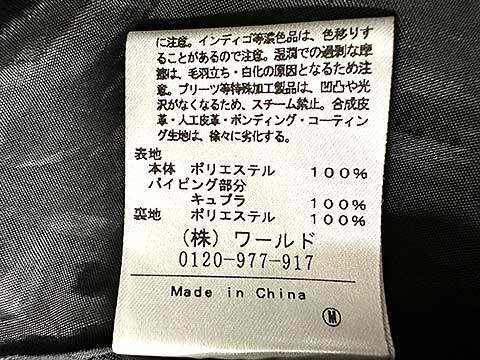 に注意。インディゴ等濃色品は、色移りす
ることがあるので注意。湿潤での過剰な摩
擦は、毛羽立ち・白化の原因となるため注
意。プリーツ等特殊加工製品は、凹凸や光
沢がなくなるため、スチーム禁止。合成皮
革・人工皮革・ボンディング・コーティン
グ生地は、徐々に劣化する。
表地
本体 ポリエステル 100%
パイピング部分
キュプラ 100%
裏地 ポリエステル 100%
(株)ワールド
0120-977-917
Made in China
M